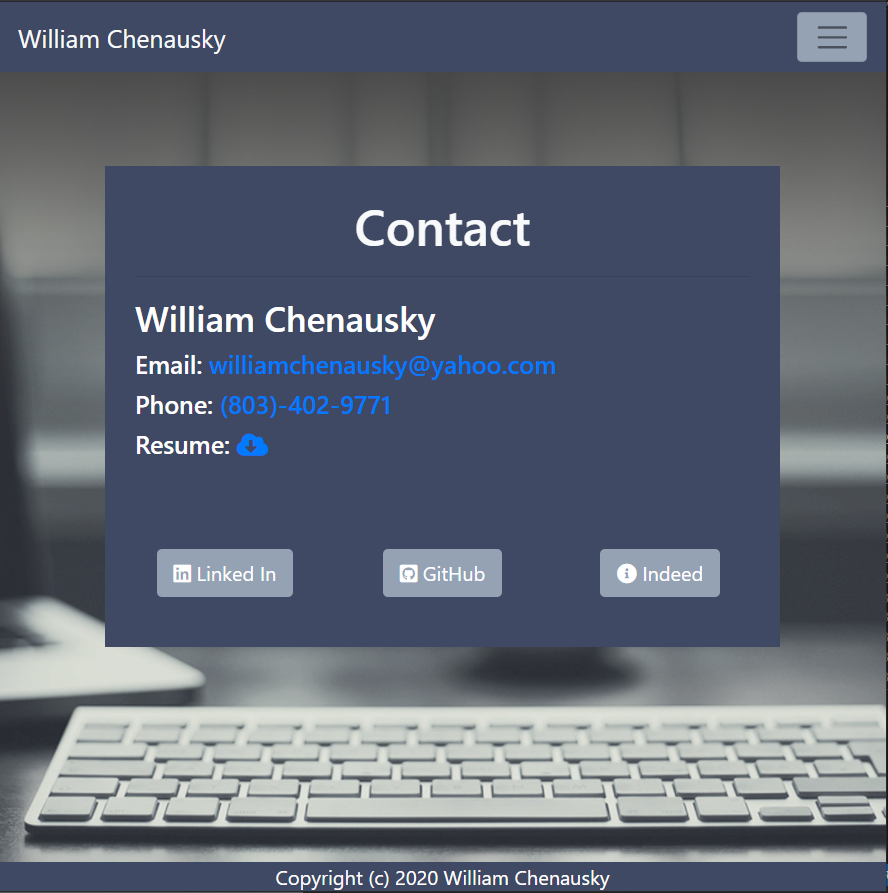 William Chenausky
Contact
William Chenausky
Email: williamchenausky@yahoo.com
Phone: (803)-402-9771
Resume:
Linked In
GitHub
Indeed
Copyright (c) 2020 William Chenausky